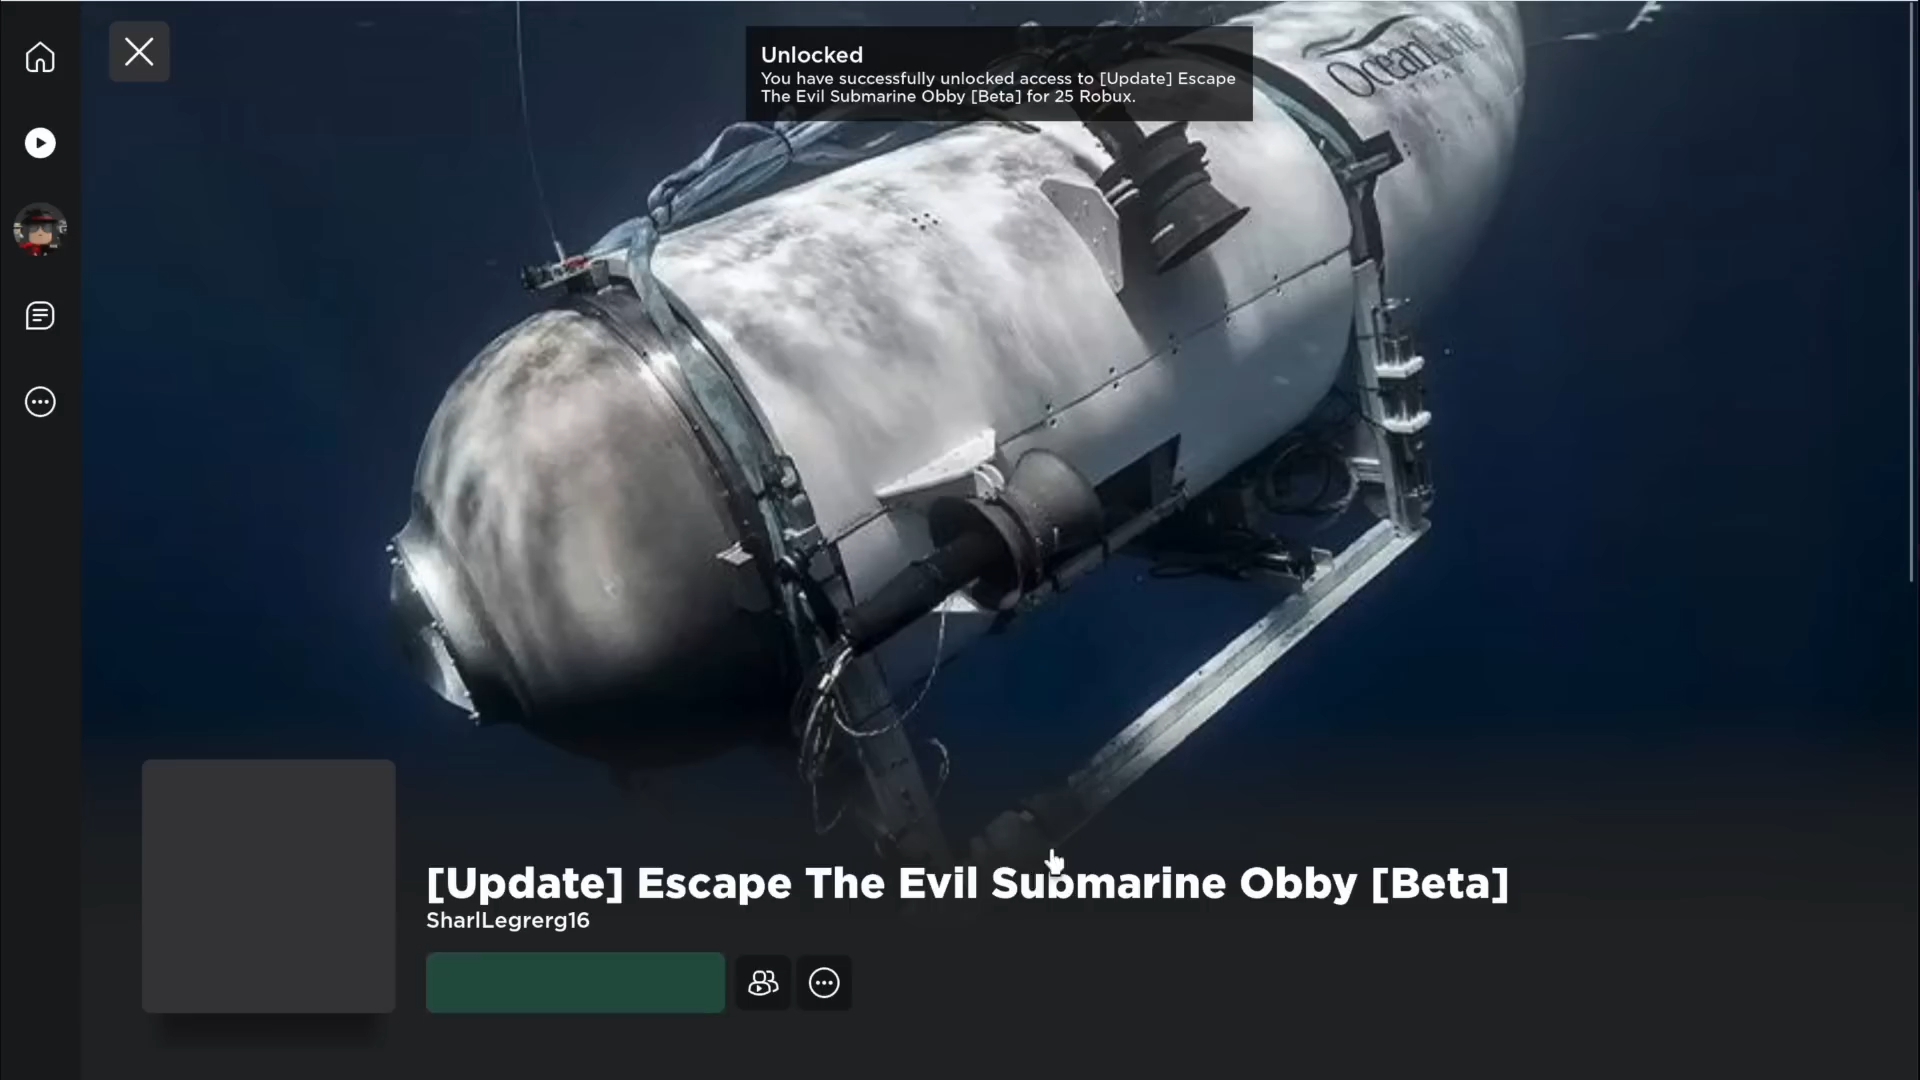 Unlocked
You have successfully unlocked access to [Update] Escape
The Evil Submarine Obby [Beta] for 25 Robux.
OceanGate
[Update] Escape The Evil Submarine Obby [Beta]
SharlLegrerg16